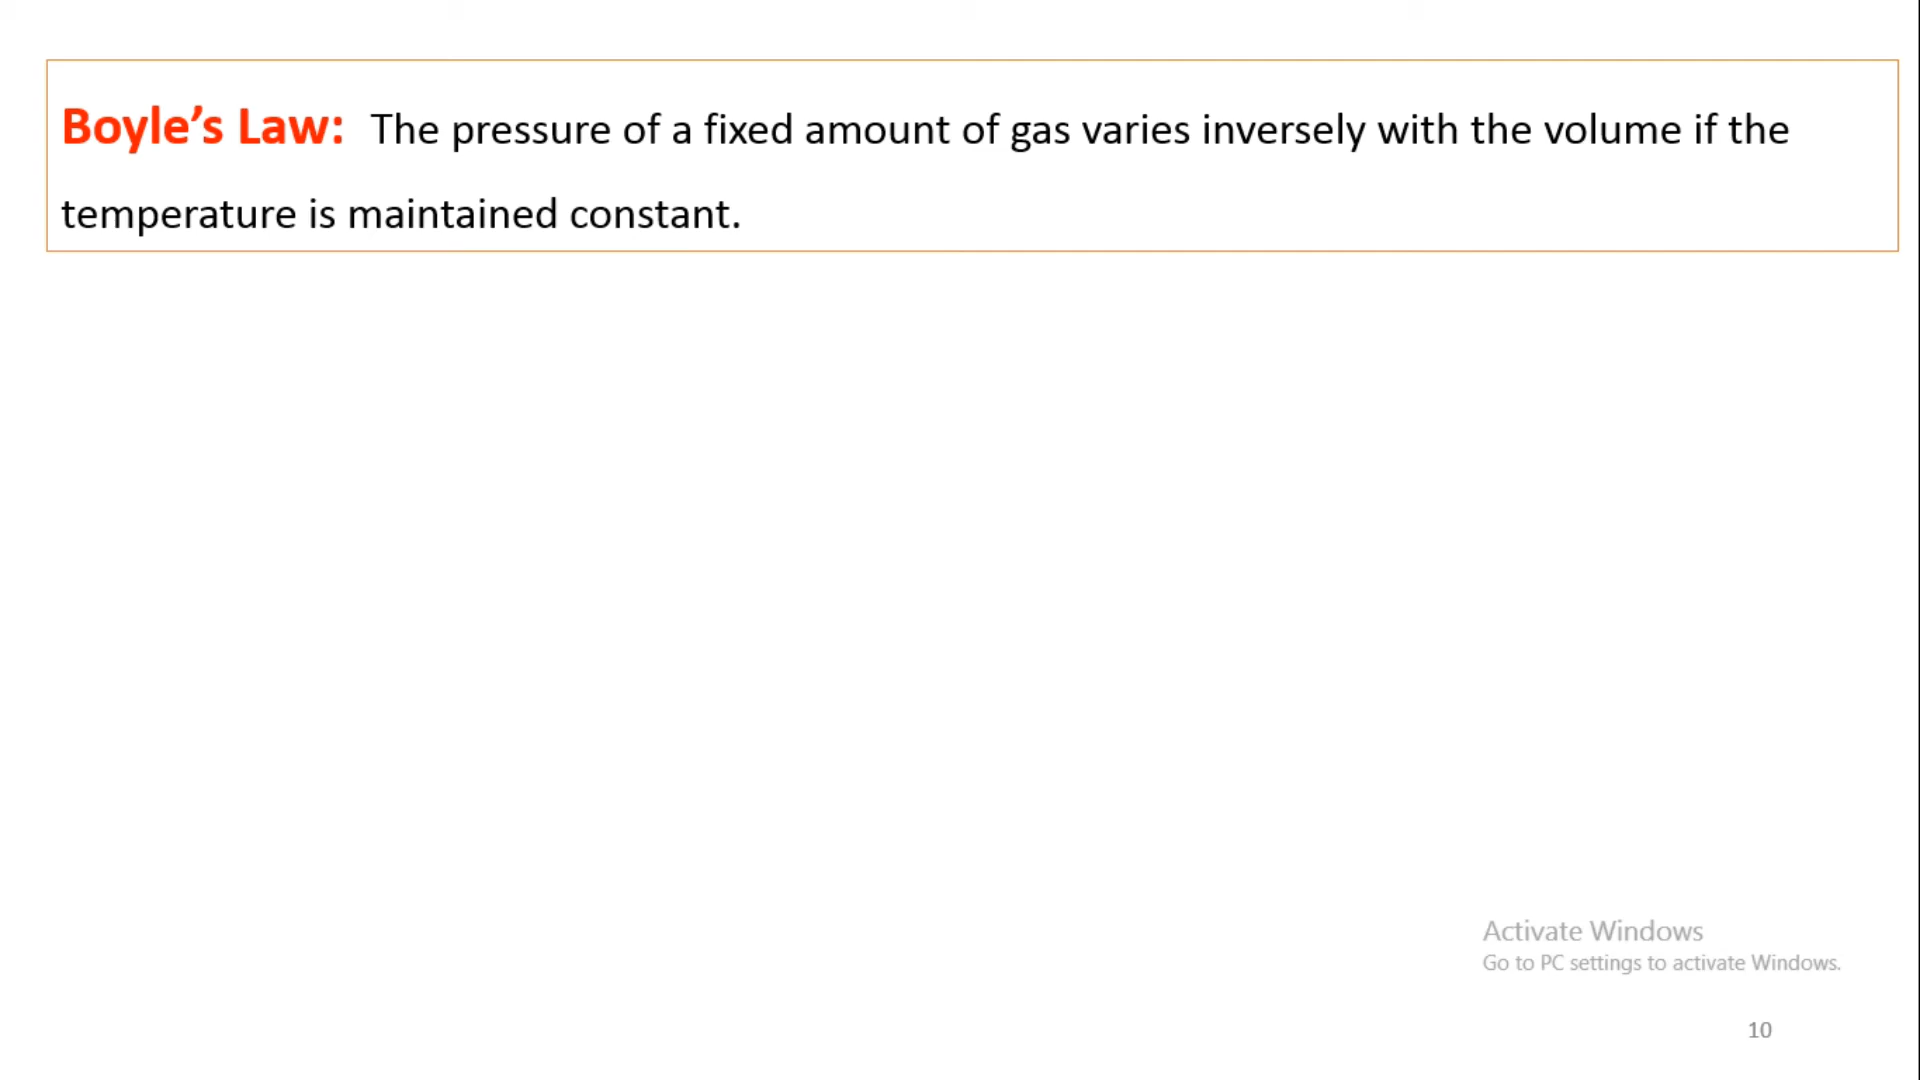 Boyle’s Law: The pressure of a fixed amount of gas varies inversely with the volume if the
temperature is maintained constant.
Activate Windows
Go to PC settings to activate Windows.
10